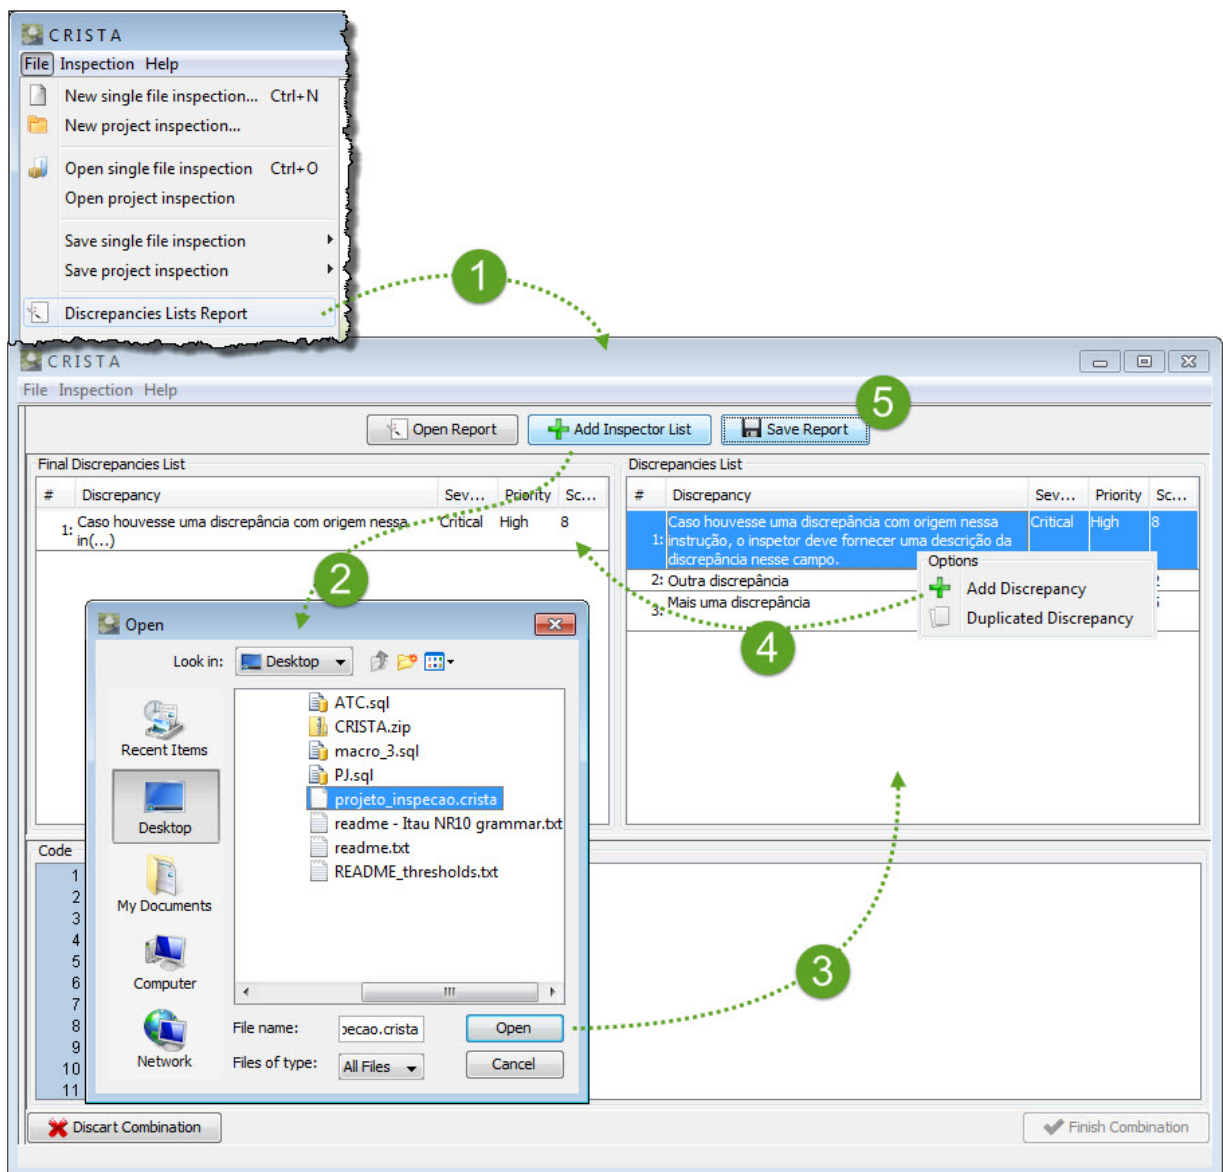 CRISTA
File Inspection Help
New single file inspection... Ctrl+N
New project inspection...
Open single file inspection Ctrl+O
Open project inspection
Save single file inspection
Save project inspection
Discrepancies Lists Report
1
CRISTA
File Inspection Help
5
Open Report Add Inspector List Save Report
Final Discrepancies List
# Discrepancy Sev... Priority Sc...
1: Caso houvesse uma discrepância com origem nessa Critical High 8
in(...)
Discrepancies List
# Discrepancy Sev... Priority Sc...
Caso houvesse uma discrepância com origem nessa Critical High 8
1: instrução, o inspetor deve fornecer uma descrição da
discrepância nesse campo.
2: Outra discrepância
3: Mais uma discrepância
Options
Add Discrepancy
Duplicated Discrepancy
2
4
Open
Look in: Desktop
Recent Items
Desktop
My Documents
Computer
Network
ATC.sql
CRISTA.zip
macro_3.sql
PJ.sql
projeto_inspecao.crista
readme - Itau NR10 grammar.txt
readme.txt
README_thresholds.txt
File name: pecao.crista Open
Files of type: All Files Cancel
3
Code
1
2
3
4
5
6
7
8
9
10
11
Discart Combination Finish Combination